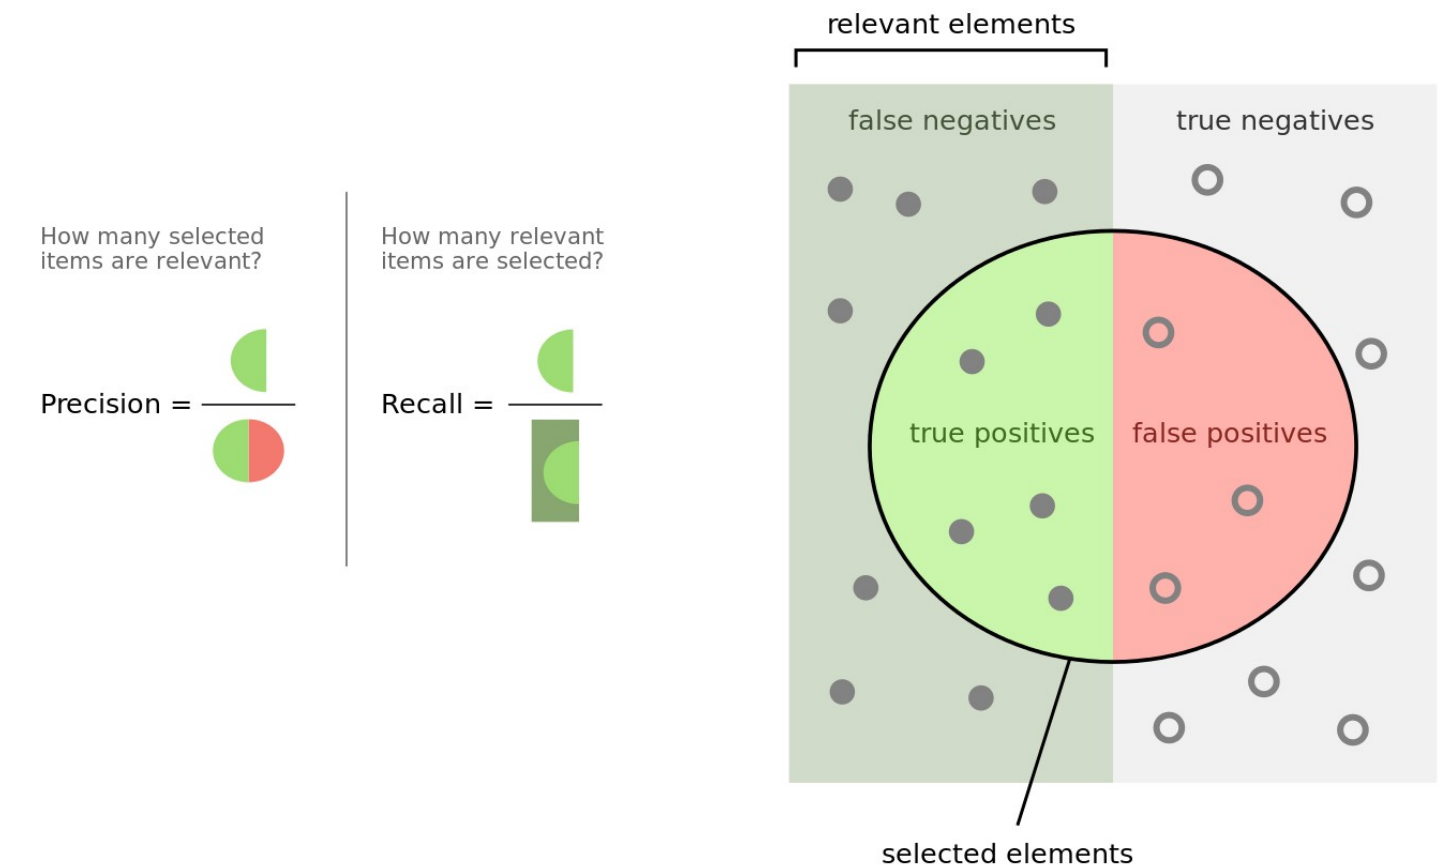 How many selected
items are relevant?
Precision =
How many relevant
items are selected?
Recall =
relevant elements
false negatives
true negatives
true positives
false positives
selected elements